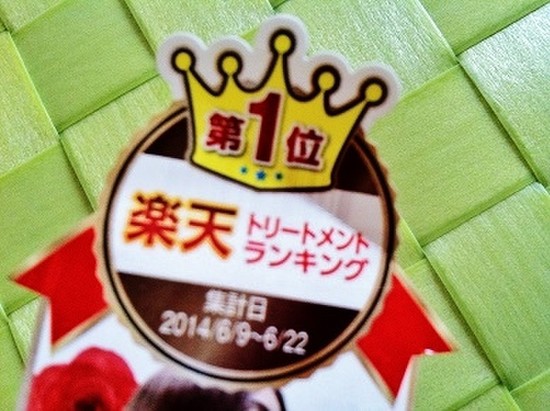 第1位
楽天 トリートメント
ランキング
集計日
2014/6/9~6/22